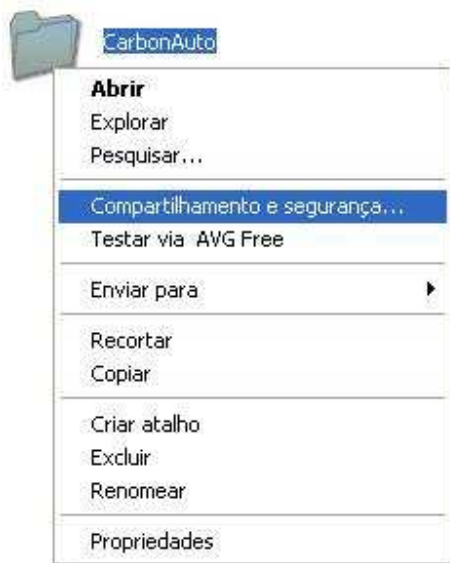 CarbonAuto
Abrir
Explorar
Pesquisar...
Compartilhamento e segurança...
Testar via AVG Free
Enviar para
Recortar
Copiar
Criar atalho
Excluir
Renomear
Propriedades